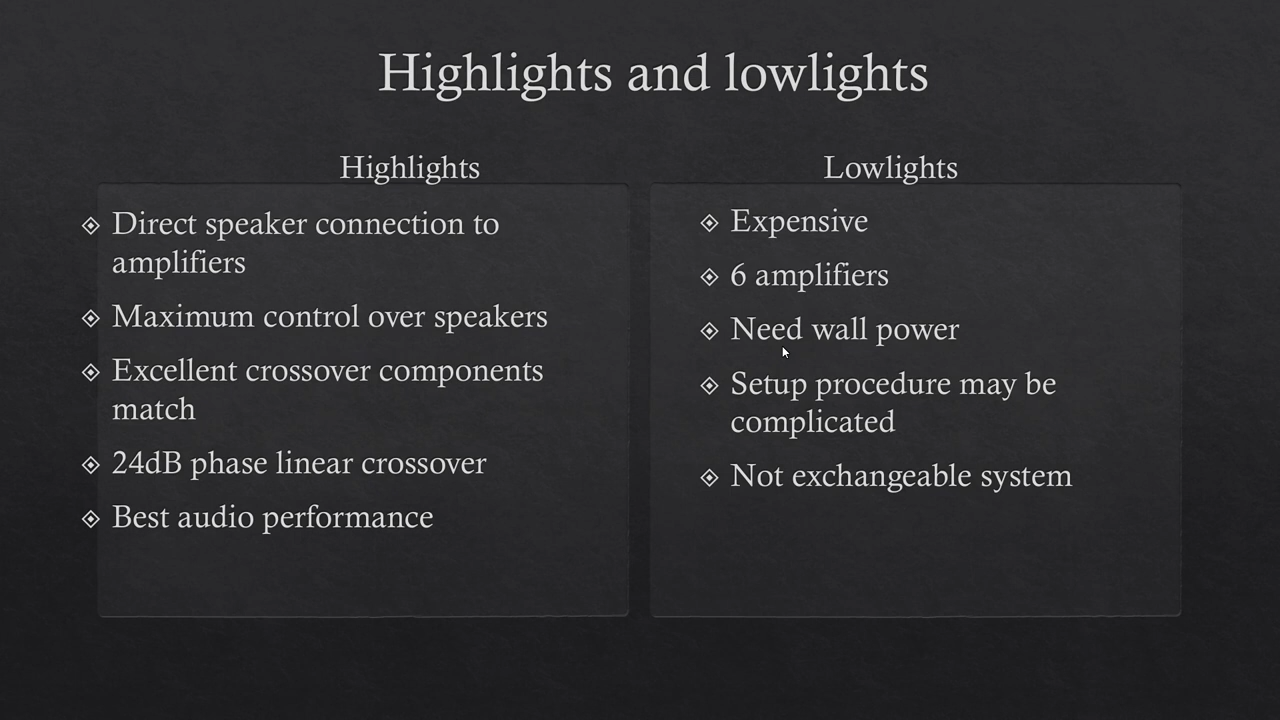 Highlights and lowlights
Highlights
Direct speaker connection to
amplifiers
Maximum control over speakers
Excellent crossover components
match
24dB phase linear crossover
Best audio performance
Lowlights
Expensive
6 amplifiers
Need wall power
Setup procedure may be
complicated
Not exchangeable system